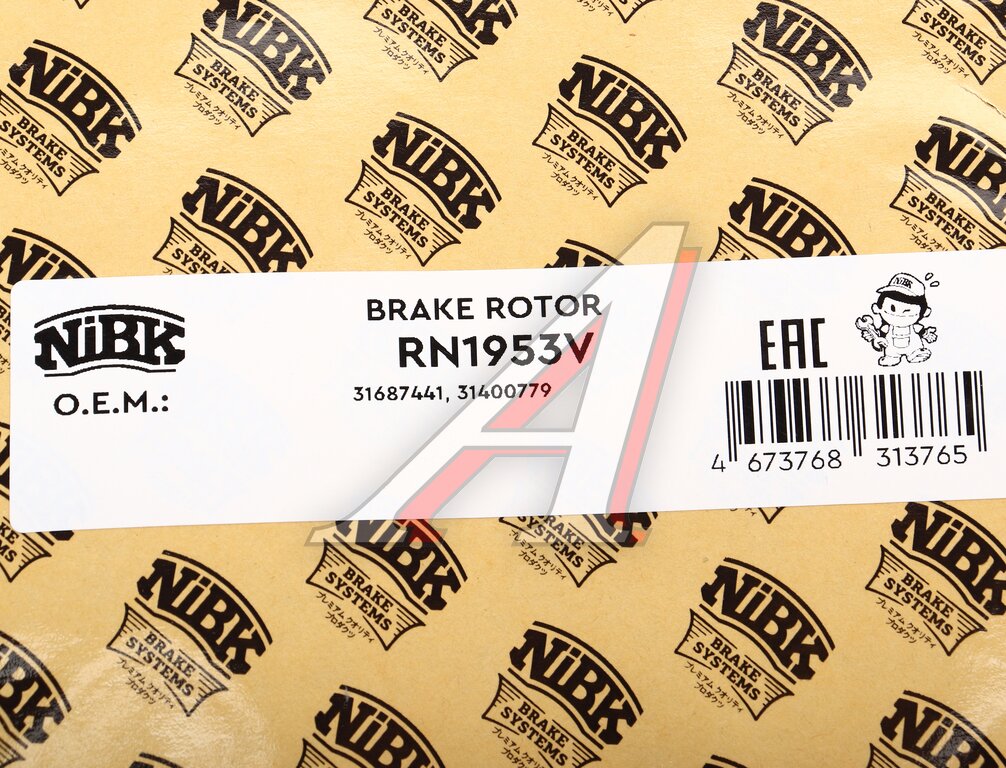 NiBK
O.E.M.:
BRAKE ROTOR
RN1953V
31687441, 31400779
EAC
NiBK
4 673768 313765
NiBK
BRAKE
SYSTEMS
プレミアム クオリティ
プロダクツ